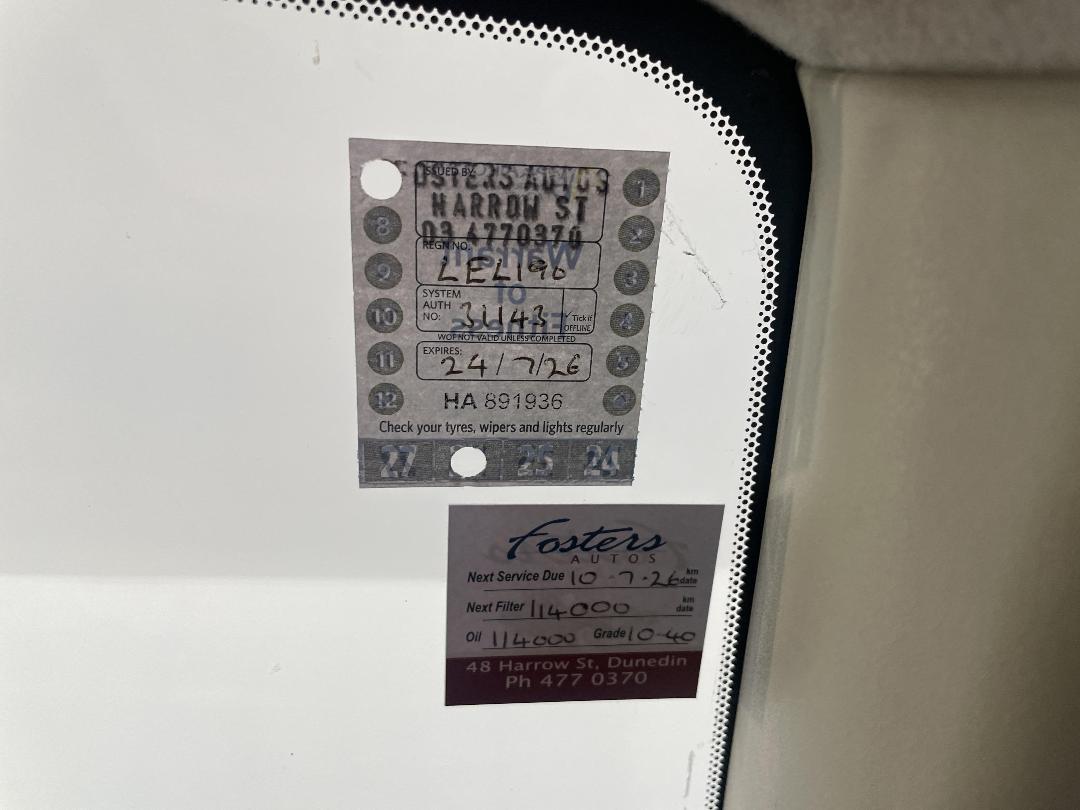 ISSUED BY
FOSTERS AUTOS
HARROW ST
03 4770370
REGN NO:
LEL190
SYSTEM AUTH NO: 31143 Tick if OFFLINE
WOF NOT VALID UNLESS COMPLETED
EXPIRES: 24/7/26
HA 891936
Check your tyres, wipers and lights regularly
1
8 2
9 3
10 4
11 5
12
27 25 24
Warrant
of
Fitness
Fosters
AUTOS
Next Service Due 10-7-26 km date
Next Filter 114000 km date
Oil 114000 Grade 10-40
48 Harrow St, Dunedin
Ph 477 0370